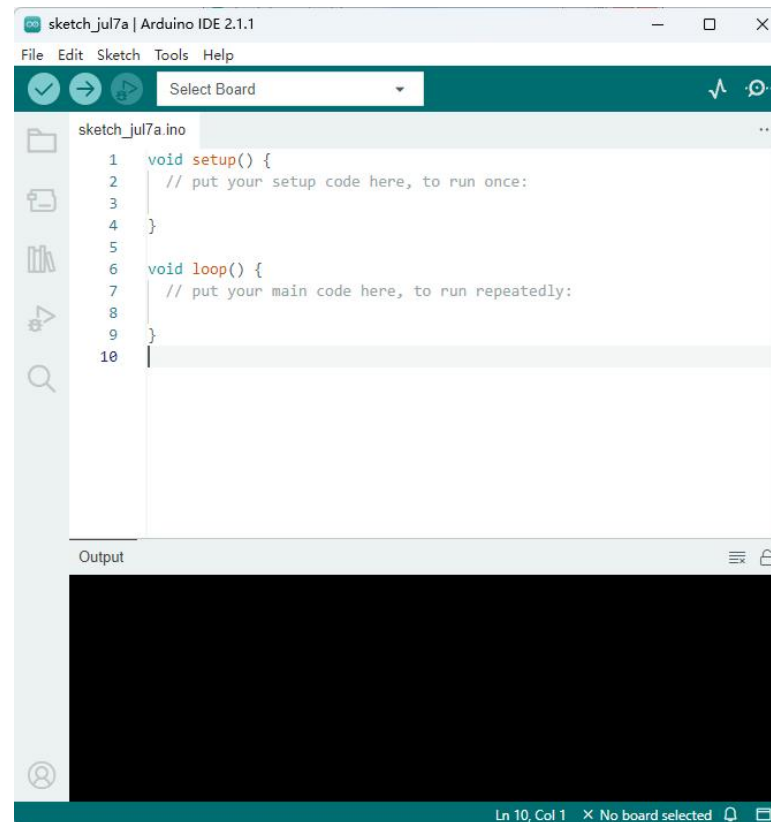 sketch_jul7a | Arduino IDE 2.1.1
File Edit Sketch Tools Help
Select Board
sketch_jul7a.ino
1 void setup() {
2 // put your setup code here, to run once:
3
4 }
5
6 void loop() {
7 // put your main code here, to run repeatedly:
8
9 }
10
Output
Ln 10, Col 1 × No board selected